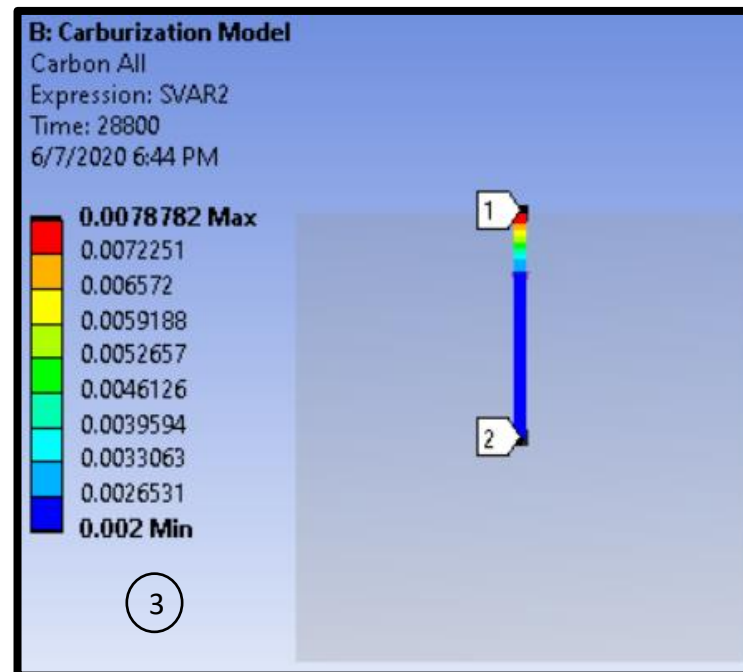 B: Carburization Model
Carbon All
Expression: SVAR2
Time: 28800
6/7/2020 6:44 PM
0.0078782 Max
0.0072251
0.006572
0.0059188
0.0052657
0.0046126
0.0039594
0.0033063
0.0026531
0.002 Min
1
2
3